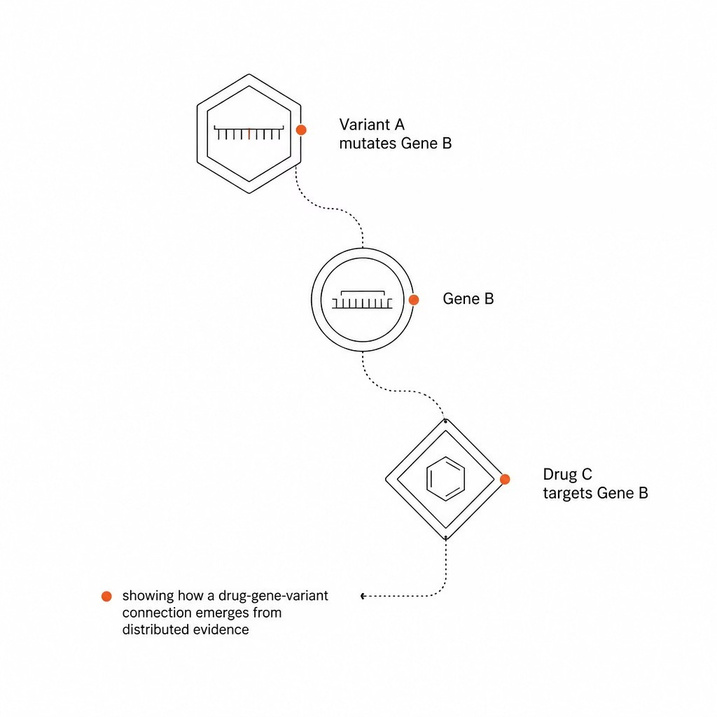 Variant A
mutates Gene B
Gene B
Drug C
targets Gene B
showing how a drug-gene-variant
connection emerges from
distributed evidence